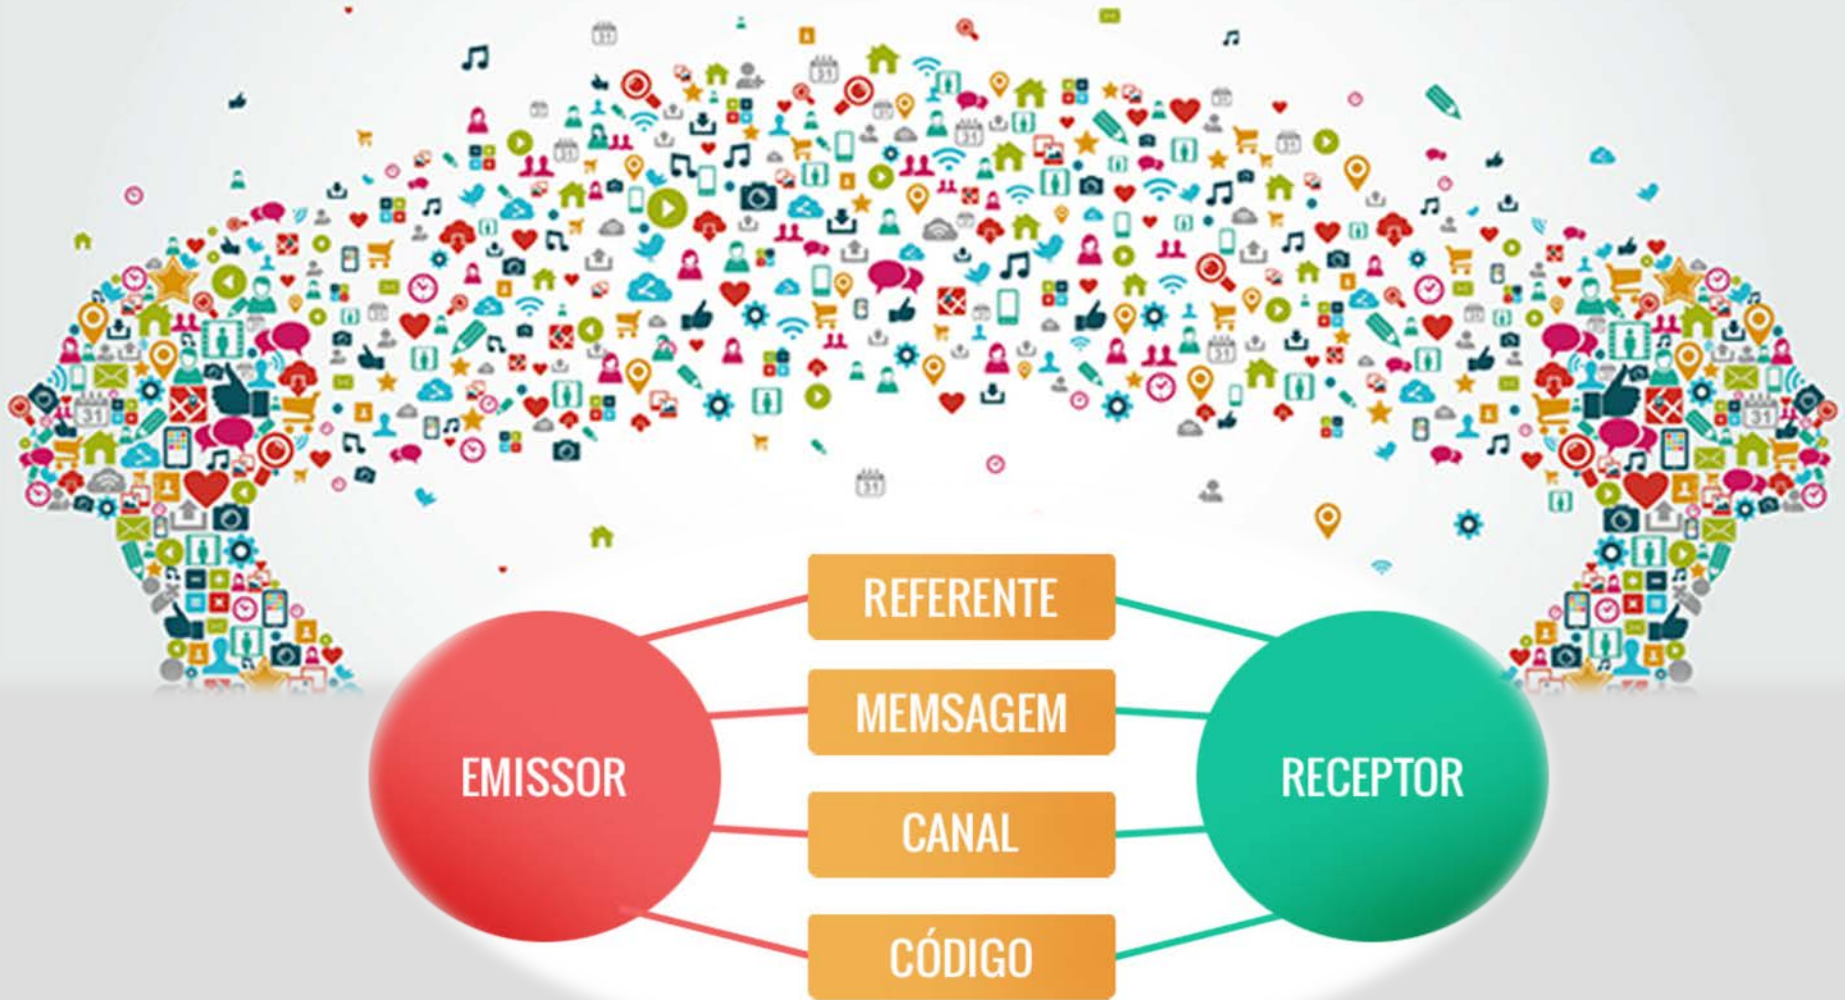 REFERENTE
MEMSAGEM
EMISSOR
RECEPTOR
CANAL
CÓDIGO